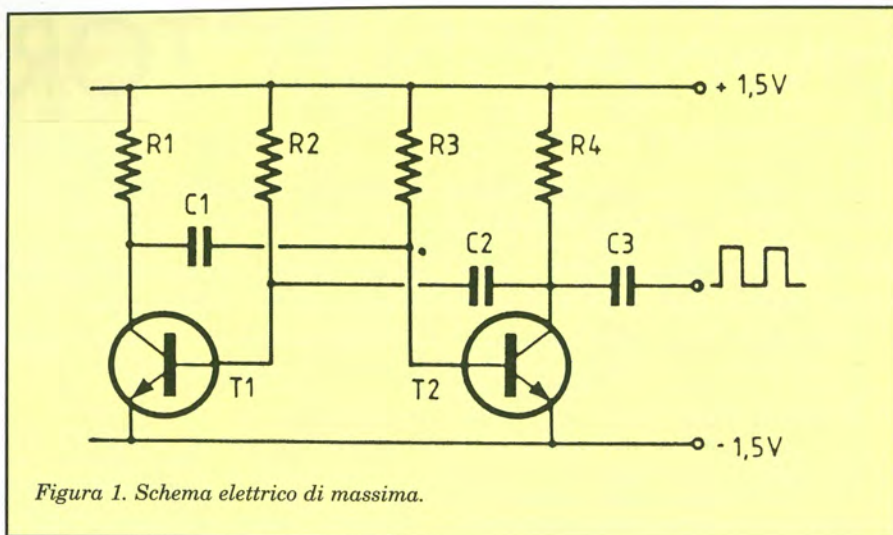 + 1,5V
R1
R2
R3
R4
C1
C2
C3
T1
T2
- 1,5V
Figura 1. Schema elettrico di massima.